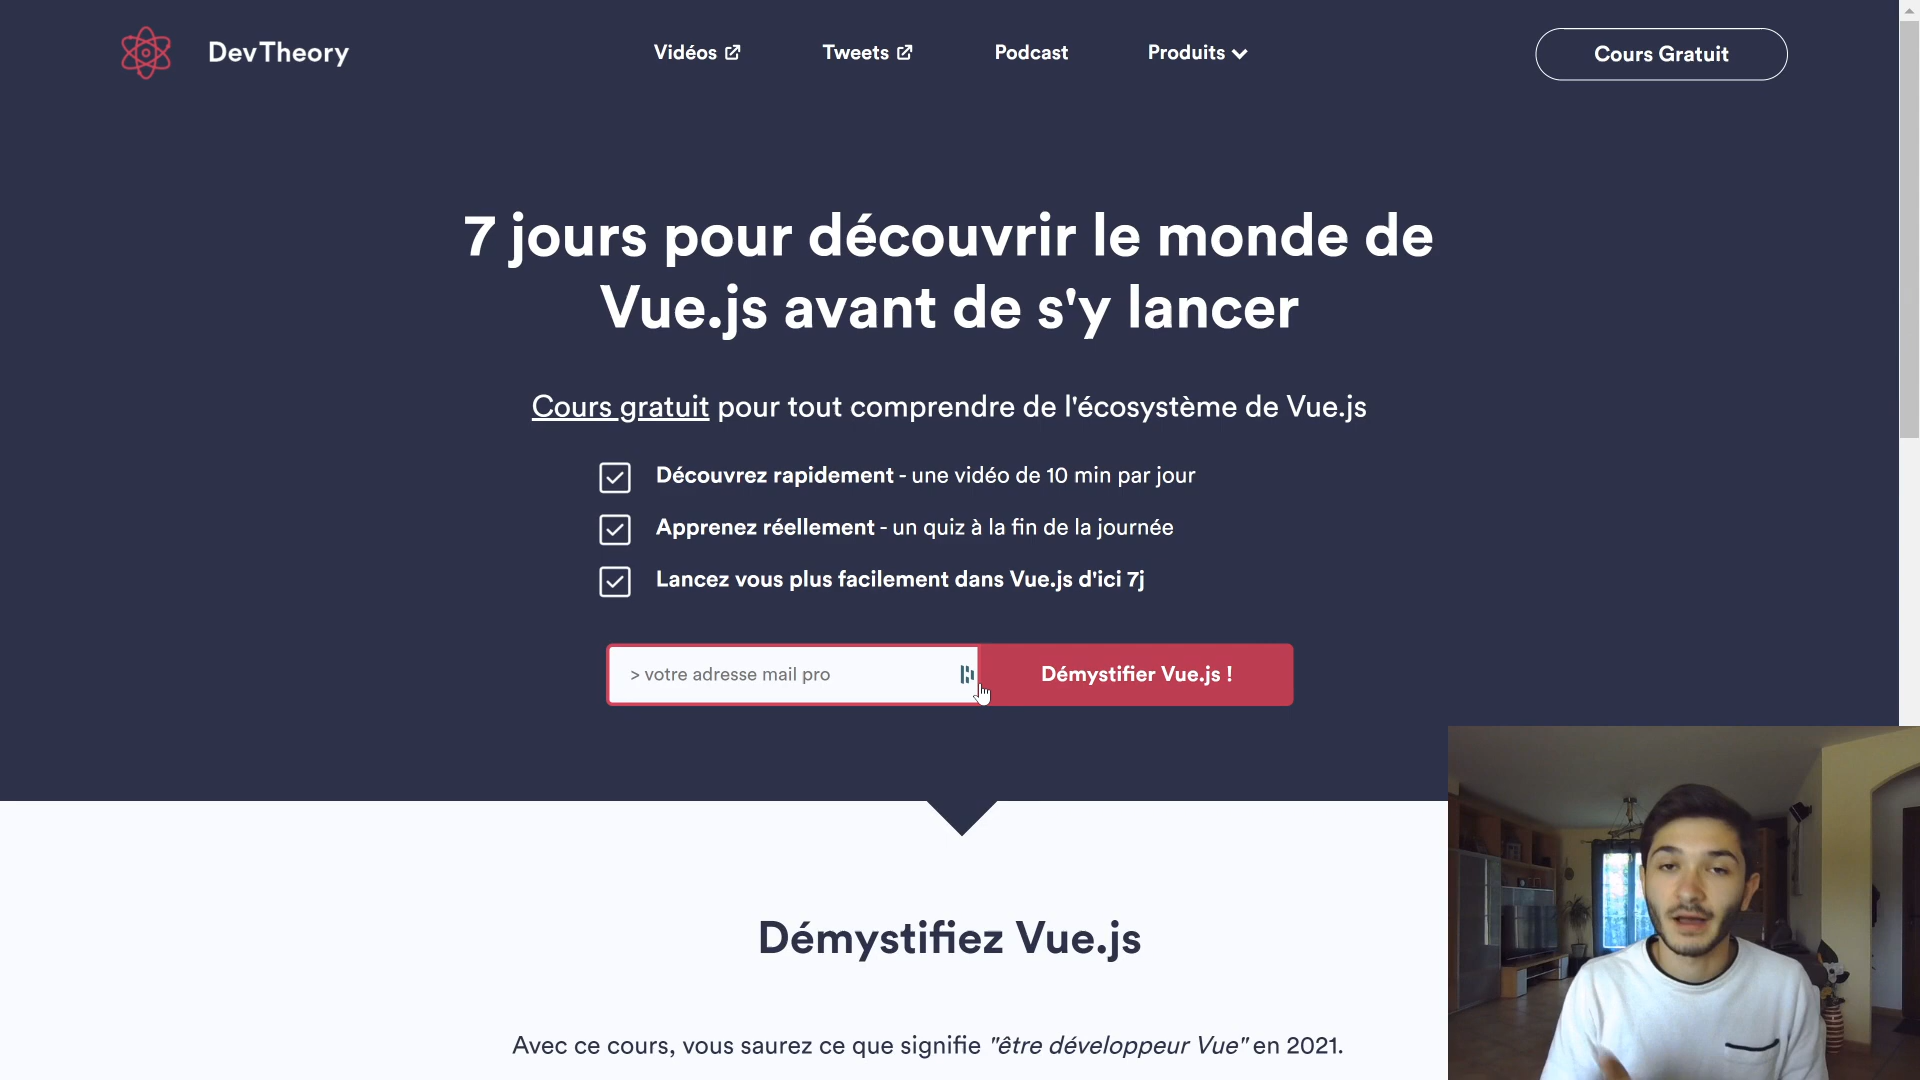 DevTheory
Vidéos
Tweets
Podcast
Produits
Cours Gratuit
7 jours pour découvrir le monde de
Vue.js avant de s'y lancer
Cours gratuit pour tout comprendre de l'écosystème de Vue.js
Découvrez rapidement - une vidéo de 10 min par jour
Apprenez réellement - un quiz à la fin de la journée
Lancez vous plus facilement dans Vue.js d'ici 7j
> votre adresse mail pro
Démystifier Vue.js !
Démystifiez Vue.js
Avec ce cours, vous saurez ce que signifie "être développeur Vue" en 2021.